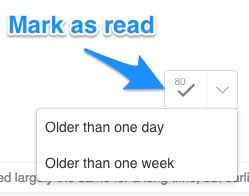 Mark as read
80
Older than one day
Older than one week